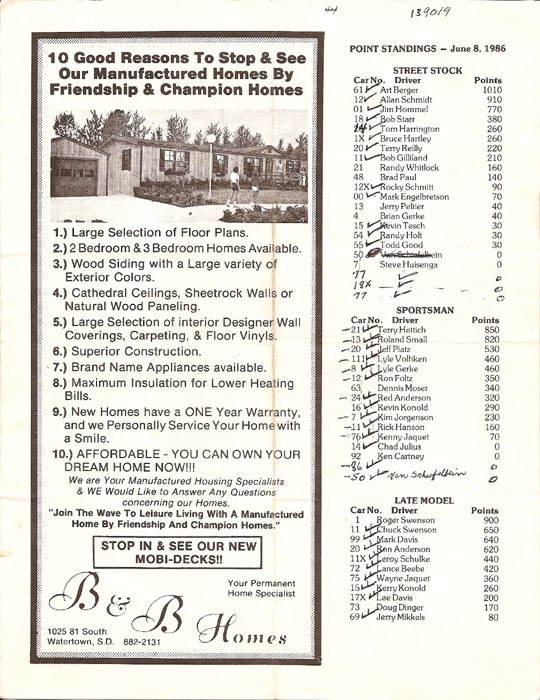 139019
10 Good Reasons To Stop & See
Our Manufactured Homes By
Friendship & Champion Homes
1.) Large Selection of Floor Plans.
2.) 2 Bedroom & 3 Bedroom Homes Available.
3.) Wood Siding with a Large variety of
Exterior Colors.
4.) Cathedral Ceilings, Sheetrock Walls or
Natural Wood Paneling.
5.) Large Selection of interior Designer Wall
Coverings, Carpeting, & Floor Vinyls.
6.) Superior Construction.
7.) Brand Name Appliances available.
8.) Maximum Insulation for Lower Heating
Bills.
9.) New Homes have a ONE Year Warranty,
and we Personally Service Your Home with
a Smile.
10.) AFFORDABLE - YOU CAN OWN YOUR
DREAM HOME NOW!!!
We are Your Manufactured Housing Specialists
& WE Would Like to Answer Any Questions
concerning our Homes.
"Join The Wave To Leisure Living With A Manufactured
Home By Friendship And Champion Homes."
STOP IN & SEE OUR NEW
MOBI-DECKS!!
B & B Homes
Your Permanent
Home Specialist
1025 81 South
Watertown, S.D. 882-2131
POINT STANDINGS – June 8, 1986
STREET STOCK
Car No. Driver Points
61 Art Berger 1010
12 Allan Schmidt 910
01 Jim Hommel 770
18 Bob Starr 380
14 Tom Harrington 260
1X Bruce Hartley 260
20 Terry Reilly 220
11 Bob Gilliland 210
21 Randy Whitlock 160
48 Brad Paul 140
12X Rocky Schmitt 90
00 Mark Engelbretson 70
13 Jerry Peltier 40
4 Brian Gerke 40
15 Kevin Tesch 30
54 Randy Holt 30
55 Todd Good 30
50 Van Schufelbein 0
7 Steve Huisenga 0
77 0
18X 0
77 0
SPORTSMAN
Car No. Driver Points
21 Terry Hettich 850
13 Roland Small 820
20 Jeff Piatz 530
111 Lyle Volhken 460
8 Lyle Gerke 460
12 Ron Foltz 350
63 Dennis Moser 340
24 Red Anderson 320
16 Kevin Konold 290
7 Kim Jorgenson 230
11 Rick Hanson 160
76 Kenny Jaquet 70
14 Chad Julius 0
92 Ken Cartney 0
86 0
50 Van Schufelbein 0
LATE MODEL
Car No. Driver Points
1 Roger Swenson 900
11 Chuck Swenson 650
99 Mark Davis 640
20 Ron Anderson 620
11X Leroy Schulke 440
72 Lance Beebe 420
75 Wayne Jaquet 360
15 Kerry Konold 260
17X Lee Davis 200
73 Doug Dinger 170
69 Jerry Mikkels 80